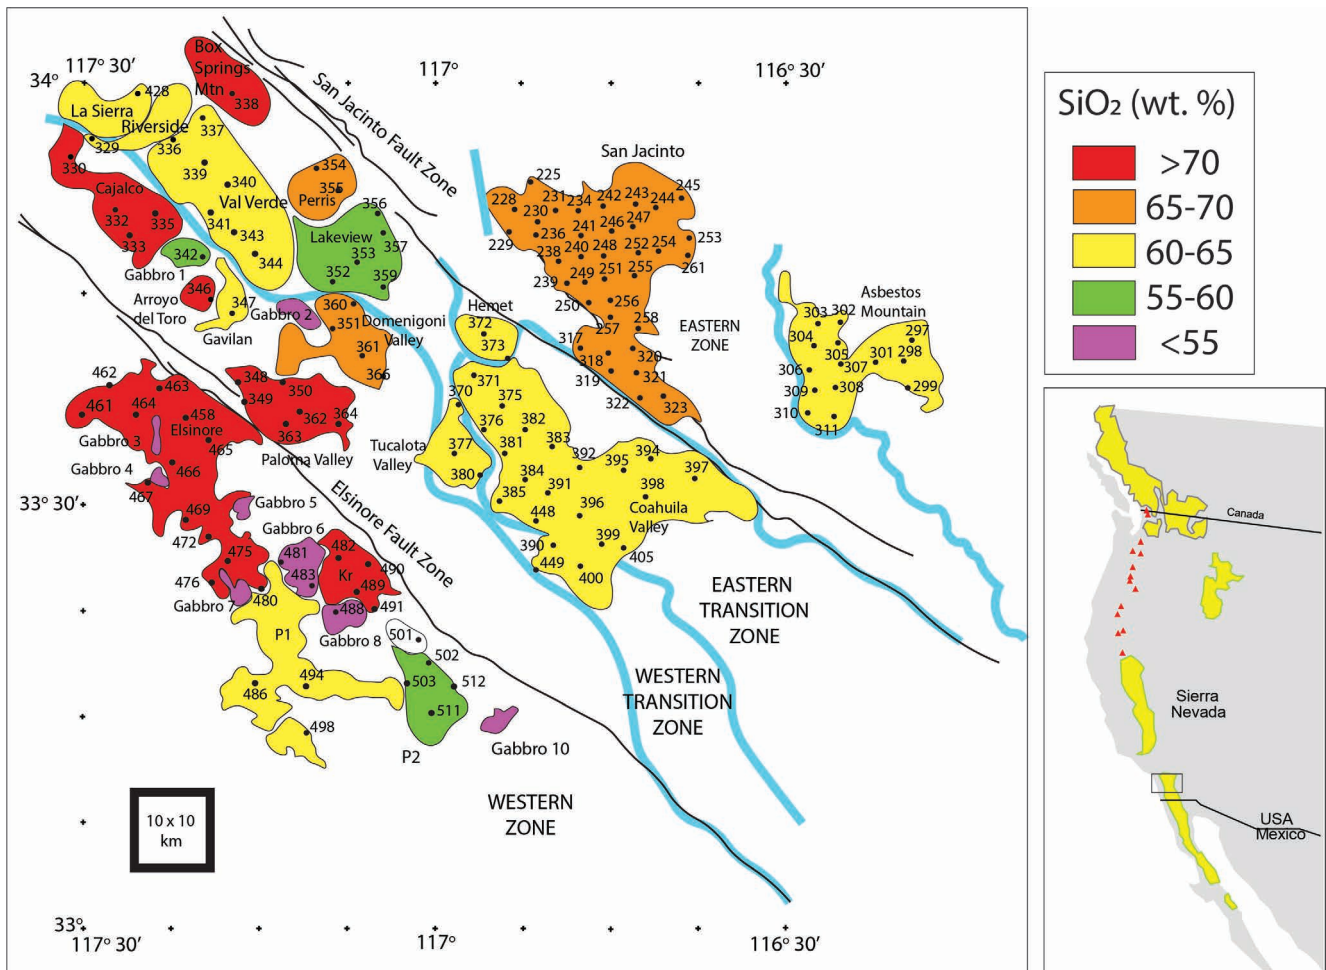 117° 30′
34°
117°
116° 30′
Box
Springs
Mtn
338
San Jacinto Fault Zone
428
La Sierra
Riverside
329
336
337
330
339
340
Cajalco
332
335
333
341
Val Verde
343
344
354
355
Perris
356
Lakeview
353
357
352
359
342
Gabbro 1
346
Arroyo
del Toro
347
Gavilan
Gabbro 2
360
351
Domenigoni
Valley
361
366
San Jacinto
225
228
231
234
242
243
244
245
230
229
236
241
246
247
238
240
248
252
254
253
239
249
251
255
261
250
256
257
258
317
318
320
319
321
322
323
EASTERN
ZONE
Hemet
372
373
Asbestos
Mountain
303
302
297
304
305
301
298
306
307
309
308
299
310
311
462
463
461
464
458
Elsinore
465
Gabbro 3
466
Gabbro 4
467
469
472
33° 30′
348
350
349
362
364
363
Paloma Valley
370
371
375
376
382
377
381
383
Tucalota
Valley
380
384
392
395
394
397
385
391
398
448
396
Coahuila
Valley
390
399
405
449
400
Elsinore Fault Zone
Gabbro 5
Gabbro 6
475
481
482
490
483
Kr
489
476
Gabbro 7
480
488
491
Gabbro 8
P1
501
502
503
512
511
P2
486
494
498
Gabbro 10
EASTERN
TRANSITION
ZONE
WESTERN
TRANSITION
ZONE
WESTERN
ZONE
10 x 10
km
33°
117° 30′
117°
116° 30′
SiO₂ (wt. %)
>70
65-70
60-65
55-60
<55
Canada
Sierra
Nevada
USA
Mexico